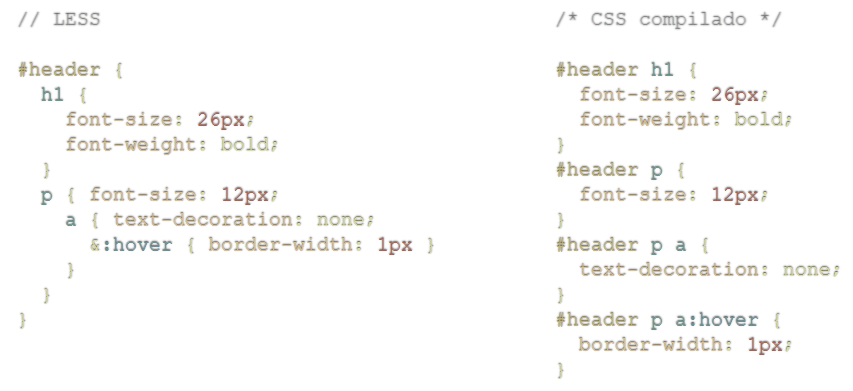 // LESS
#header {
  h1 {
    font-size: 26px;
    font-weight: bold;
  }
  p { font-size: 12px;
    a { text-decoration: none;
      &:hover { border-width: 1px }
    }
  }
}
/* CSS compilado */
#header h1 {
  font-size: 26px;
  font-weight: bold;
}
#header p {
  font-size: 12px;
}
#header p a {
  text-decoration: none;
}
#header p a:hover {
  border-width: 1px;
}